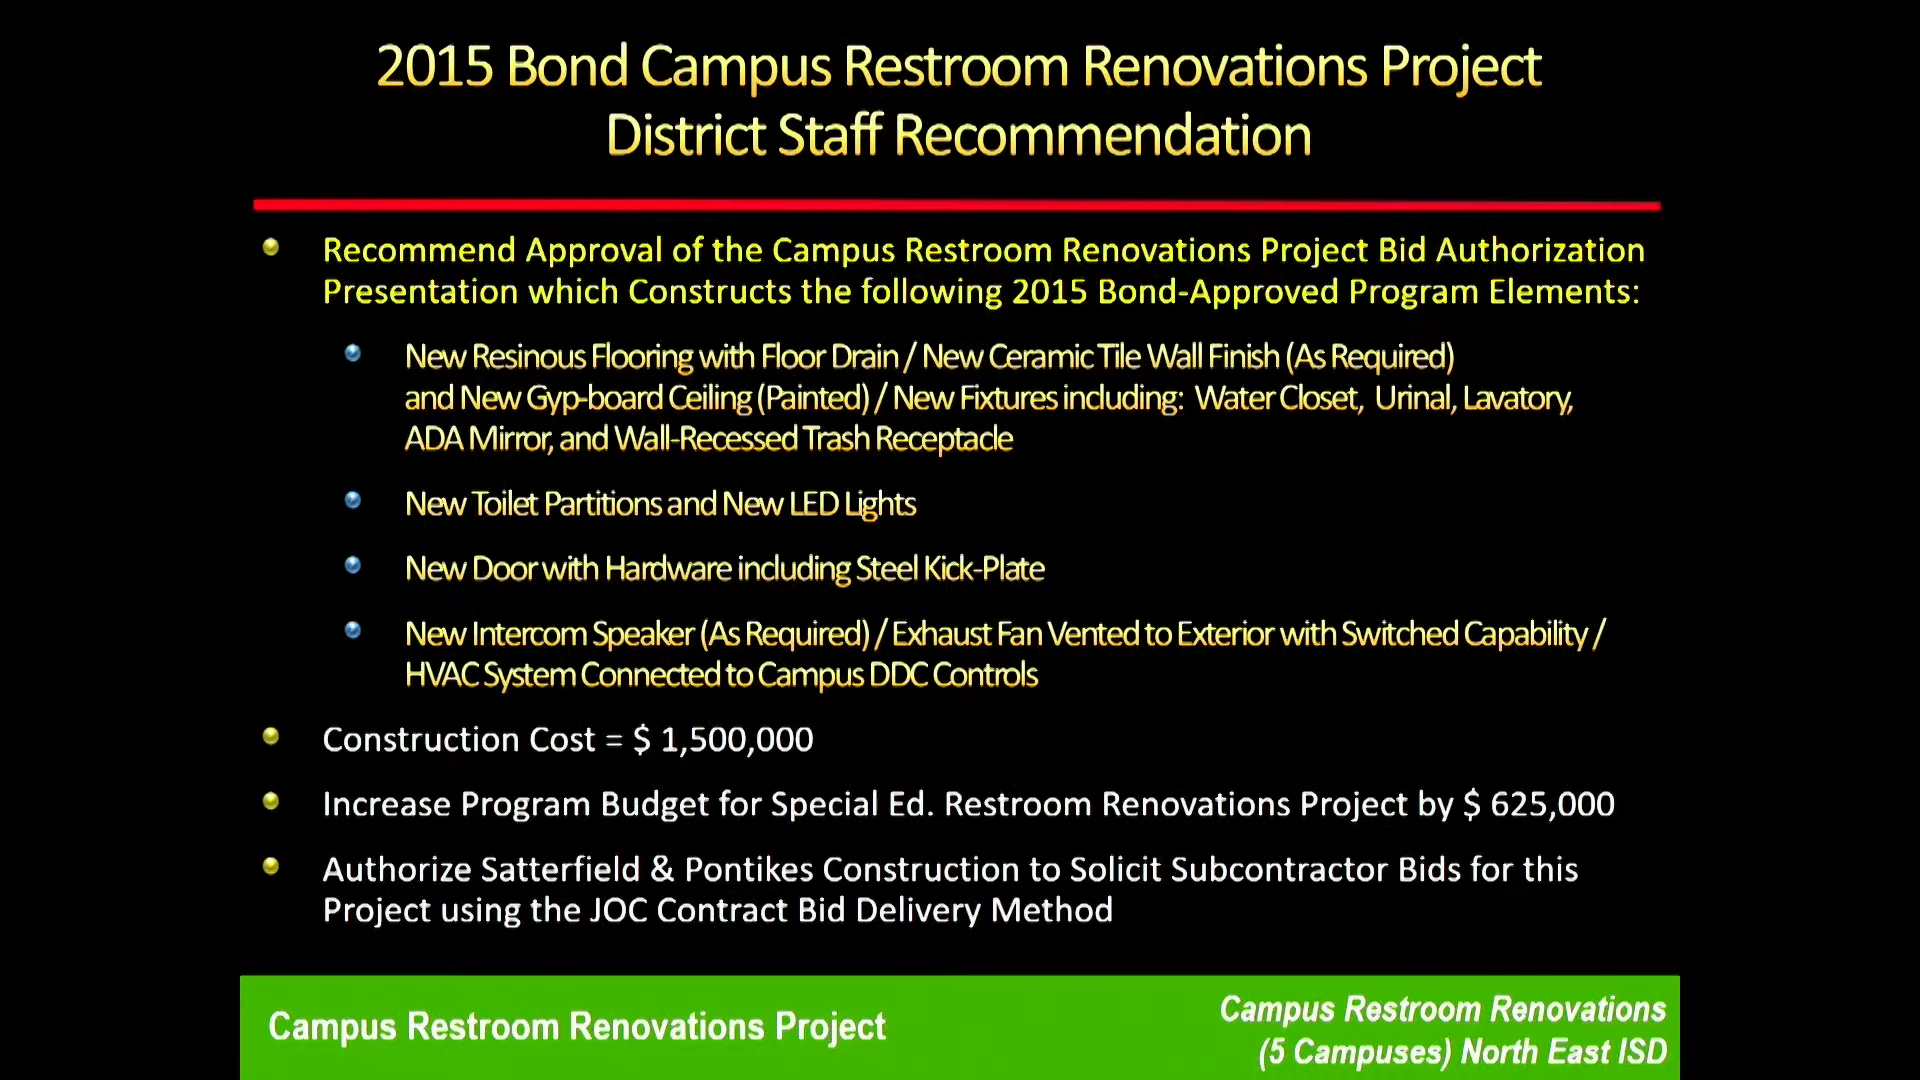 2015 Bond Campus Restroom Renovations Project
District Staff Recommendation
Recommend Approval of the Campus Restroom Renovations Project Bid Authorization
Presentation which Constructs the following 2015 Bond-Approved Program Elements:
New Resinous Flooring with Floor Drain / New Ceramic Tile Wall Finish (As Required)
and New Gyp-board Ceiling (Painted) / New Fixtures including: Water Closet, Urinal, Lavatory,
ADA Mirror, and Wall-Recessed Trash Receptacle
New Toilet Partitions and New LED Lights
New Door with Hardware including Steel Kick-Plate
New Intercom Speaker (As Required) / Exhaust Fan Vented to Exterior with Switched Capability /
HVAC System Connected to Campus DDC Controls
Construction Cost = $ 1,500,000
Increase Program Budget for Special Ed. Restroom Renovations Project by $ 625,000
Authorize Satterfield & Pontikes Construction to Solicit Subcontractor Bids for this
Project using the JOC Contract Bid Delivery Method
Campus Restroom Renovations Project
Campus Restroom Renovations
(5 Campuses) North East ISD